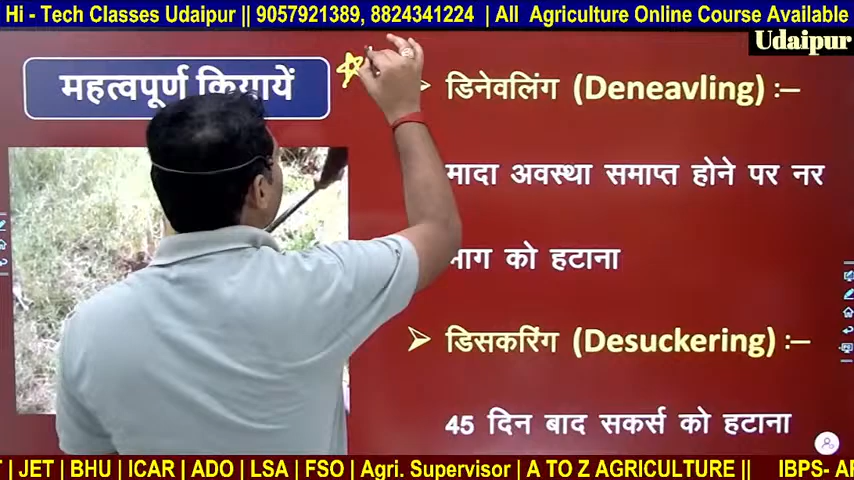 Hi - Tech Classes Udaipur || 9057921389, 8824341224 | All Agriculture Online Course Available
Udaipur
महत्वपूर्ण क्रियायें
डिनेवलिंग (Deneavling) :–
मादा अवस्था समाप्त होने पर नर
भाग को हटाना
डिसकरिंग (Desuckering) :–
45 दिन बाद सकर्स को हटाना
| JET | BHU | ICAR | ADO | LSA | FSO | Agri. Supervisor | A TO Z AGRICULTURE || IBPS- AF